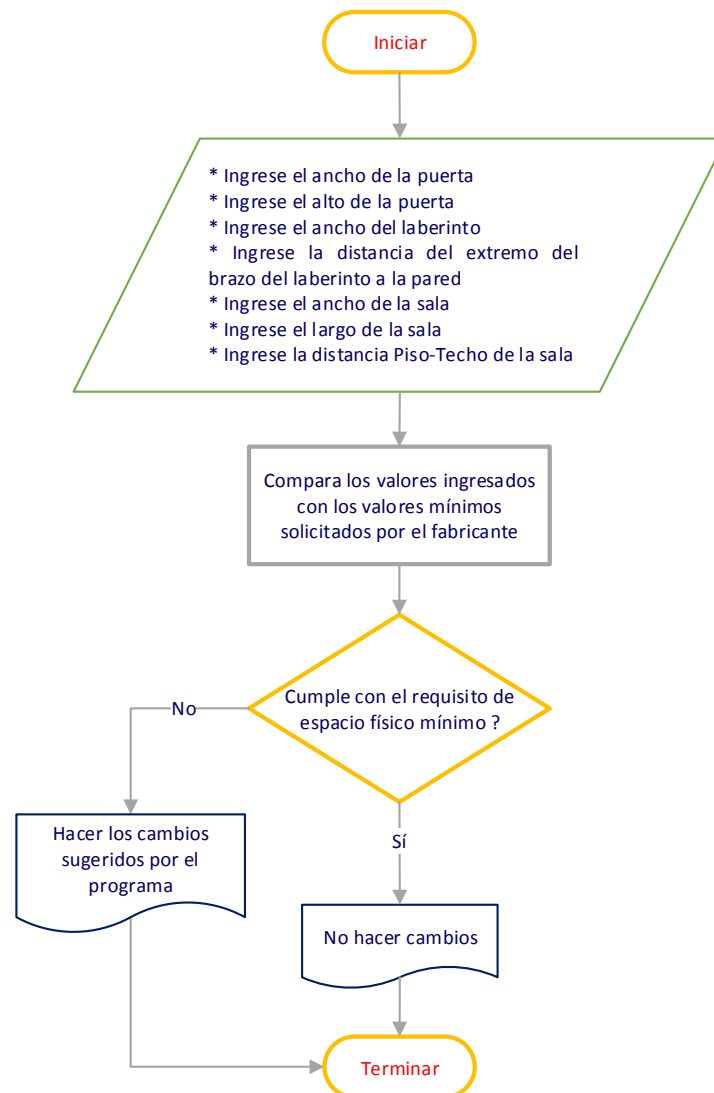 Iniciar
* Ingrese el ancho de la puerta
* Ingrese el alto de la puerta
* Ingrese el ancho del laberinto
* Ingrese la distancia del extremo del
brazo del laberinto a la pared
* Ingrese el ancho de la sala
* Ingrese el largo de la sala
* Ingrese la distancia Piso-Techo de la sala
Compara los valores ingresados
con los valores mínimos
solicitados por el fabricante
Cumple con el requisito de
espacio físico mínimo ?
No
Hacer los cambios
sugeridos por el
programa
Sí
No hacer cambios
Terminar